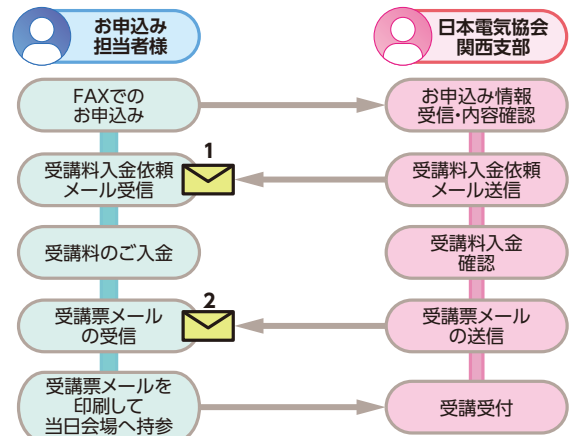 お申込み
担当者様
日本電気協会
関西支部
FAXでの
お申込み
お申込み情報
受信・内容確認
受講料入金依頼
メール受信
1
受講料入金依頼
メール送信
受講料のご入金
受講料入金
確認
受講票メール
の受信
2
受講票メール
の送信
受講票メールを
印刷して
当日会場へ持参
受講受付